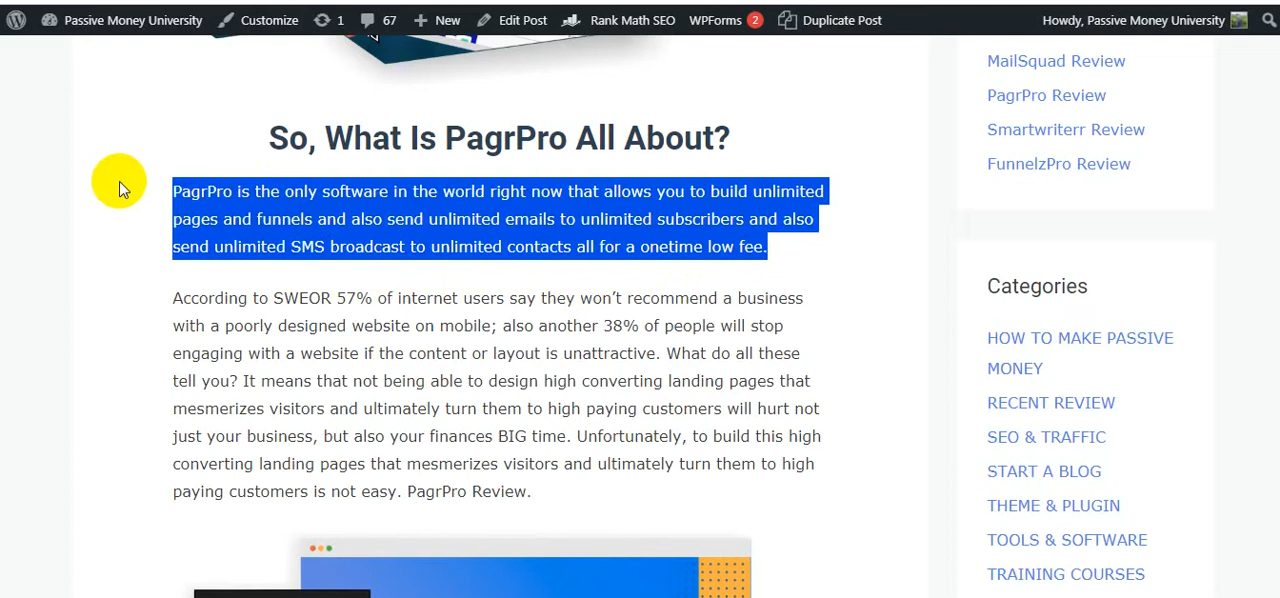 Passive Money University Customize 1 67 New Edit Post Rank Math SEO WPForms 2 Duplicate Post Howdy, Passive Money University
So, What Is PagrPro All About?
PagrPro is the only software in the world right now that allows you to build unlimited
pages and funnels and also send unlimited emails to unlimited subscribers and also
send unlimited SMS broadcast to unlimited contacts all for a onetime low fee.
According to SWEOR 57% of internet users say they won’t recommend a business
with a poorly designed website on mobile; also another 38% of people will stop
engaging with a website if the content or layout is unattractive. What do all these
tell you? It means that not being able to design high converting landing pages that
mesmerizes visitors and ultimately turn them to high paying customers will hurt not
just your business, but also your finances BIG time. Unfortunately, to build this high
converting landing pages that mesmerizes visitors and ultimately turn them to high
paying customers is not easy. PagrPro Review.
MailSquad Review
PagrPro Review
Smartwriterr Review
FunnelzPro Review
Categories
HOW TO MAKE PASSIVE
MONEY
RECENT REVIEW
SEO & TRAFFIC
START A BLOG
THEME & PLUGIN
TOOLS & SOFTWARE
TRAINING COURSES